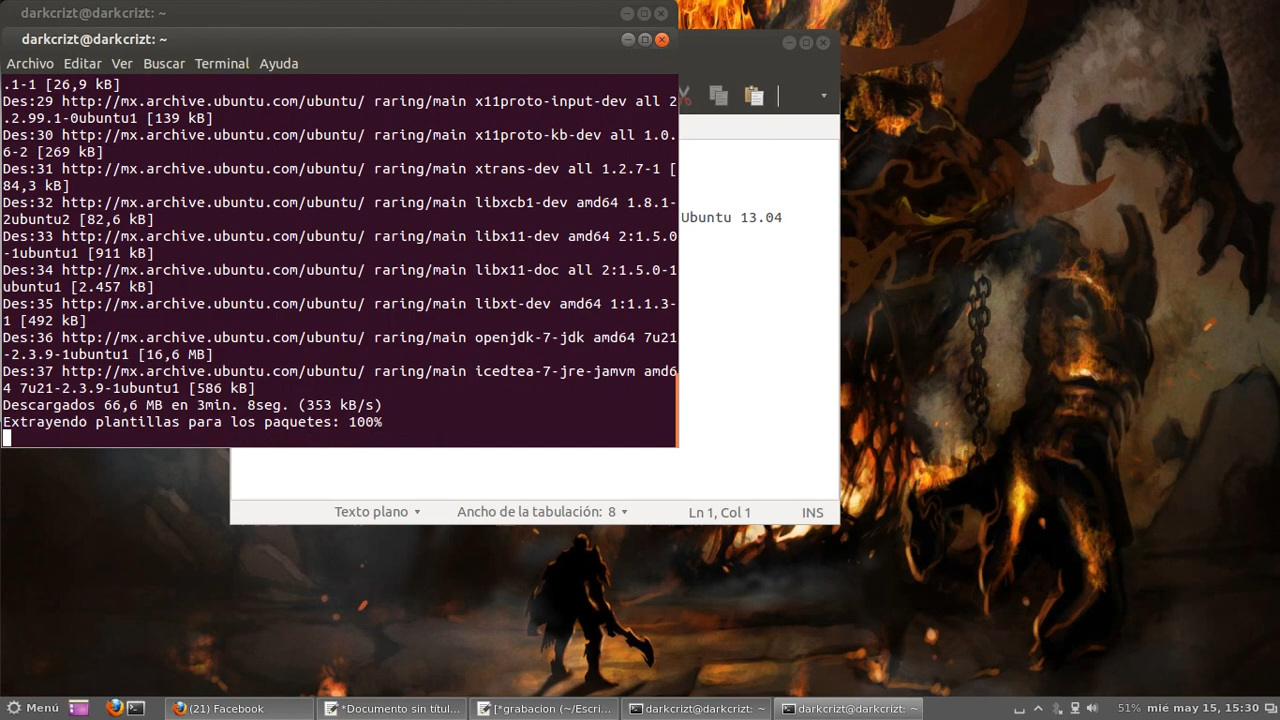 darkcrizt@darkcrizt: ~
darkcrizt@darkcrizt: ~
Archivo Editar Ver Buscar Terminal Ayuda
.1-1 [26,9 kB]
Des:29 http://mx.archive.ubuntu.com/ubuntu/ raring/main x11proto-input-dev all 2
.2.99.1-0ubuntu1 [139 kB]
Des:30 http://mx.archive.ubuntu.com/ubuntu/ raring/main x11proto-kb-dev all 1.0.
6-2 [269 kB]
Des:31 http://mx.archive.ubuntu.com/ubuntu/ raring/main xtrans-dev all 1.2.7-1 [
84,3 kB]
Des:32 http://mx.archive.ubuntu.com/ubuntu/ raring/main libxcb1-dev amd64 1.8.1-
2ubuntu2 [82,6 kB]
Des:33 http://mx.archive.ubuntu.com/ubuntu/ raring/main libx11-dev amd64 2:1.5.0
-1ubuntu1 [911 kB]
Des:34 http://mx.archive.ubuntu.com/ubuntu/ raring/main libx11-doc all 2:1.5.0-1
ubuntu1 [2.457 kB]
Des:35 http://mx.archive.ubuntu.com/ubuntu/ raring/main libxt-dev amd64 1:1.1.3-
1 [492 kB]
Des:36 http://mx.archive.ubuntu.com/ubuntu/ raring/main openjdk-7-jdk amd64 7u21
-2.3.9-1ubuntu1 [16,6 MB]
Des:37 http://mx.archive.ubuntu.com/ubuntu/ raring/main icedtea-7-jre-jamvm amd6
4 7u21-2.3.9-1ubuntu1 [586 kB]
Descargados 66,6 MB en 3min. 8seg. (353 kB/s)
Extrayendo plantillas para los paquetes: 100%
Ubuntu 13.04
Texto plano Ancho de la tabulación: 8 Ln 1, Col 1 INS
Menú (21) Facebook *Documento sin títul... [*grabacion (~/Escri... darkcrizt@darkcrizt: ~ darkcrizt@darkcrizt: ~ 51% mié may 15, 15:30